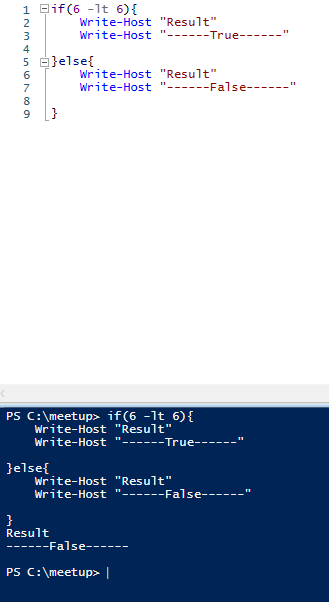 1 if(6 -lt 6){
2     Write-Host "Result"
3     Write-Host "------True------"
4
5 }else{
6     Write-Host "Result"
7     Write-Host "------False------"
8
9 }
PS C:\meetup> if(6 -lt 6){
    Write-Host "Result"
    Write-Host "------True------"

}else{
    Write-Host "Result"
    Write-Host "------False------"

}
Result
------False------

PS C:\meetup>